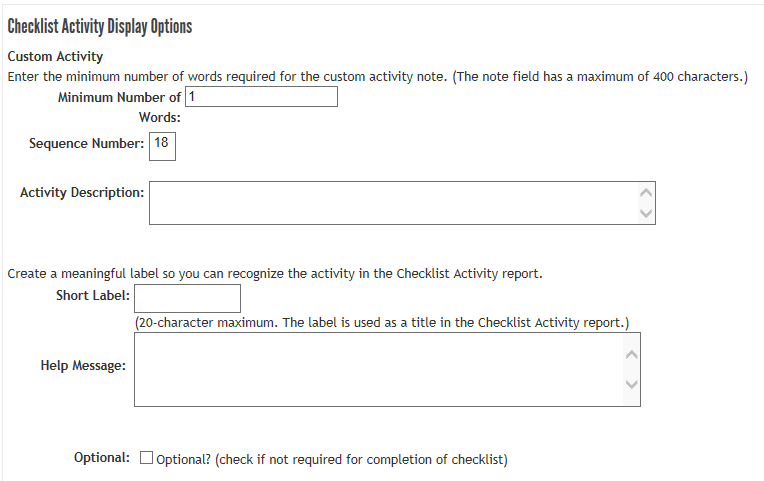 Checklist Activity Display Options
Custom Activity
Enter the minimum number of words required for the custom activity note. (The note field has a maximum of 400 characters.)
Minimum Number of 1
Words:
Sequence Number: 18
Activity Description:
Create a meaningful label so you can recognize the activity in the Checklist Activity report.
Short Label:
(20-character maximum. The label is used as a title in the Checklist Activity report.)
Help Message:
Optional: Optional? (check if not required for completion of checklist)